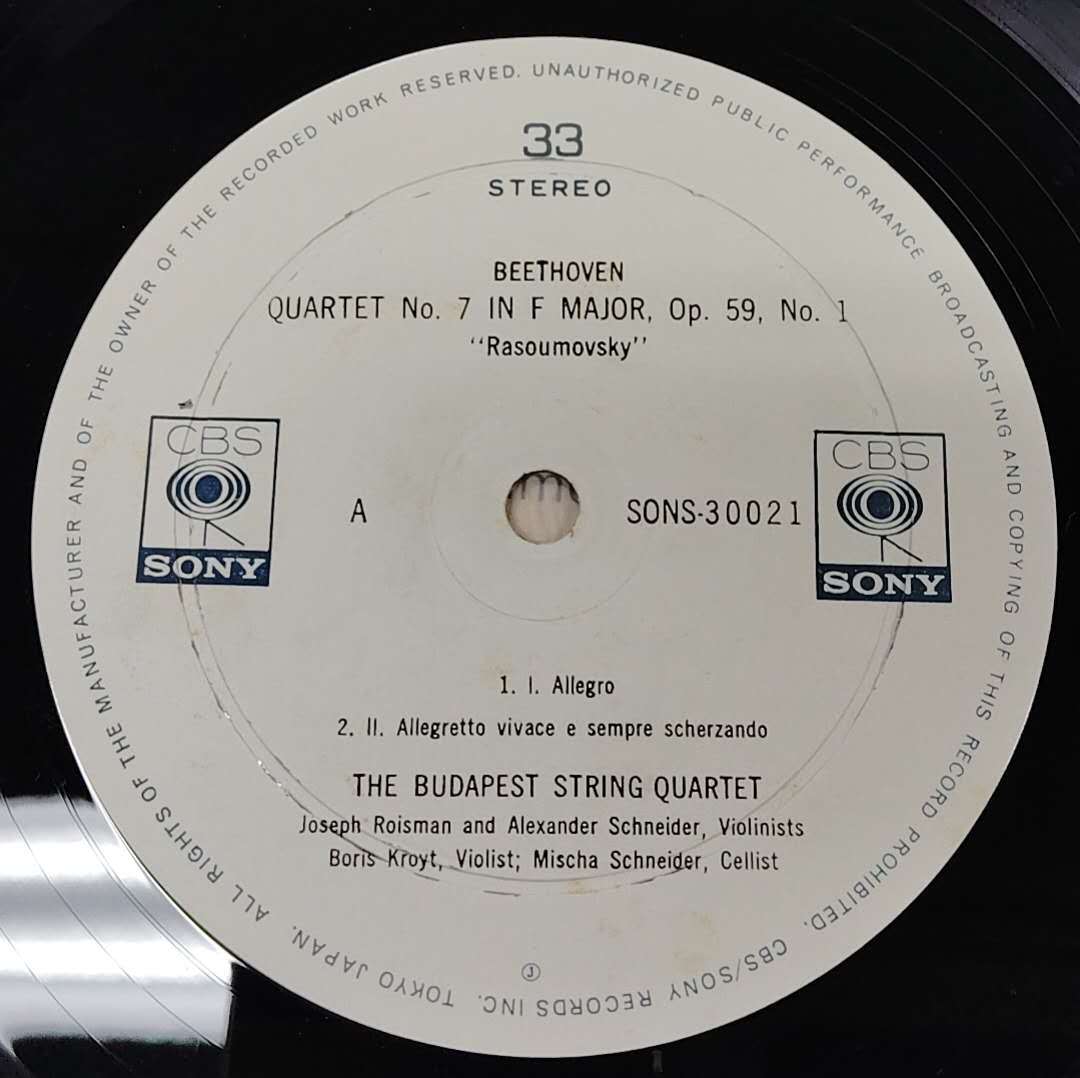 33
STEREO
BEETHOVEN
QUARTET No. 7 IN F MAJOR, Op. 59, No. 1
"Rasoumovsky"
CBS
SONY
A
SONS-30021
CBS
SONY
1. I. Allegro
2. II. Allegretto vivace e sempre scherzando
THE BUDAPEST STRING QUARTET
Joseph Roisman and Alexander Schneider, Violinists
Boris Kroyt, Violist; Mischa Schneider, Cellist
Ⓙ
ALL RIGHTS OF THE MANUFACTURER AND OF THE OWNER OF THE RECORDED WORK RESERVED. UNAUTHORIZED PUBLIC PERFORMANCE BROADCASTING AND COPYING OF THIS RECORD PROHIBITED. CBS/SONY RECORDS INC. TOKYO JAPAN.